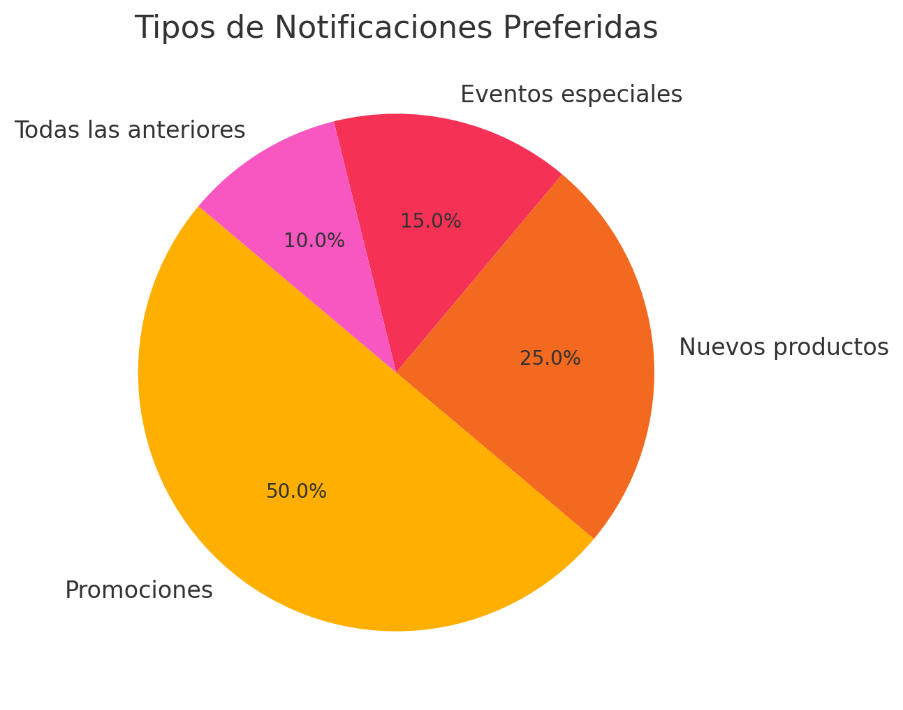 Tipos de Notificaciones Preferidas
Eventos especiales
Todas las anteriores
15.0%
10.0%
Nuevos productos
25.0%
50.0%
Promociones